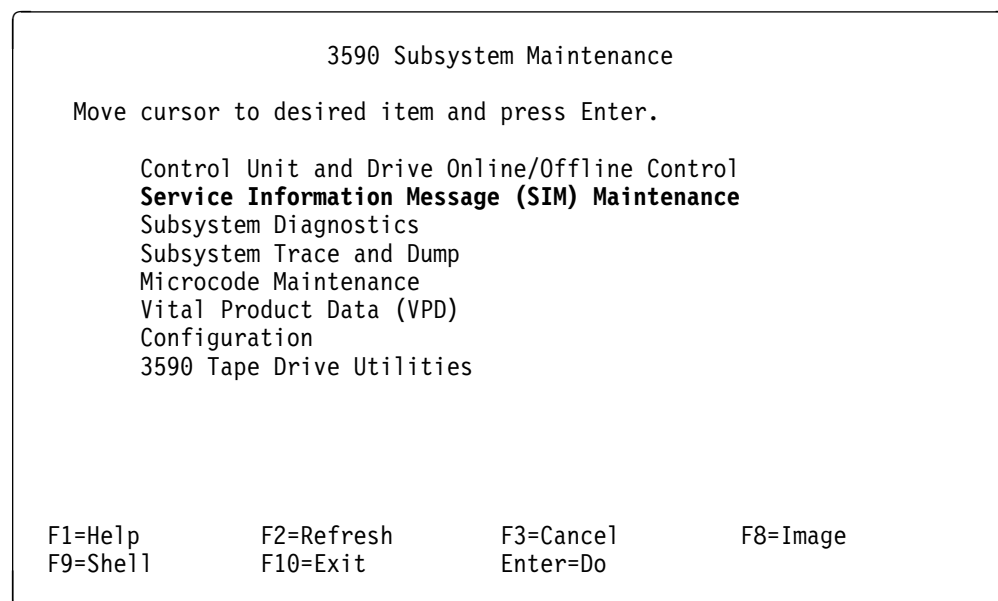 3590 Subsystem Maintenance
Move cursor to desired item and press Enter.
Control Unit and Drive Online/Offline Control
Service Information Message (SIM) Maintenance
Subsystem Diagnostics
Subsystem Trace and Dump
Microcode Maintenance
Vital Product Data (VPD)
Configuration
3590 Tape Drive Utilities
F1=Help F2=Refresh F3=Cancel F8=Image
F9=Shell F10=Exit Enter=Do